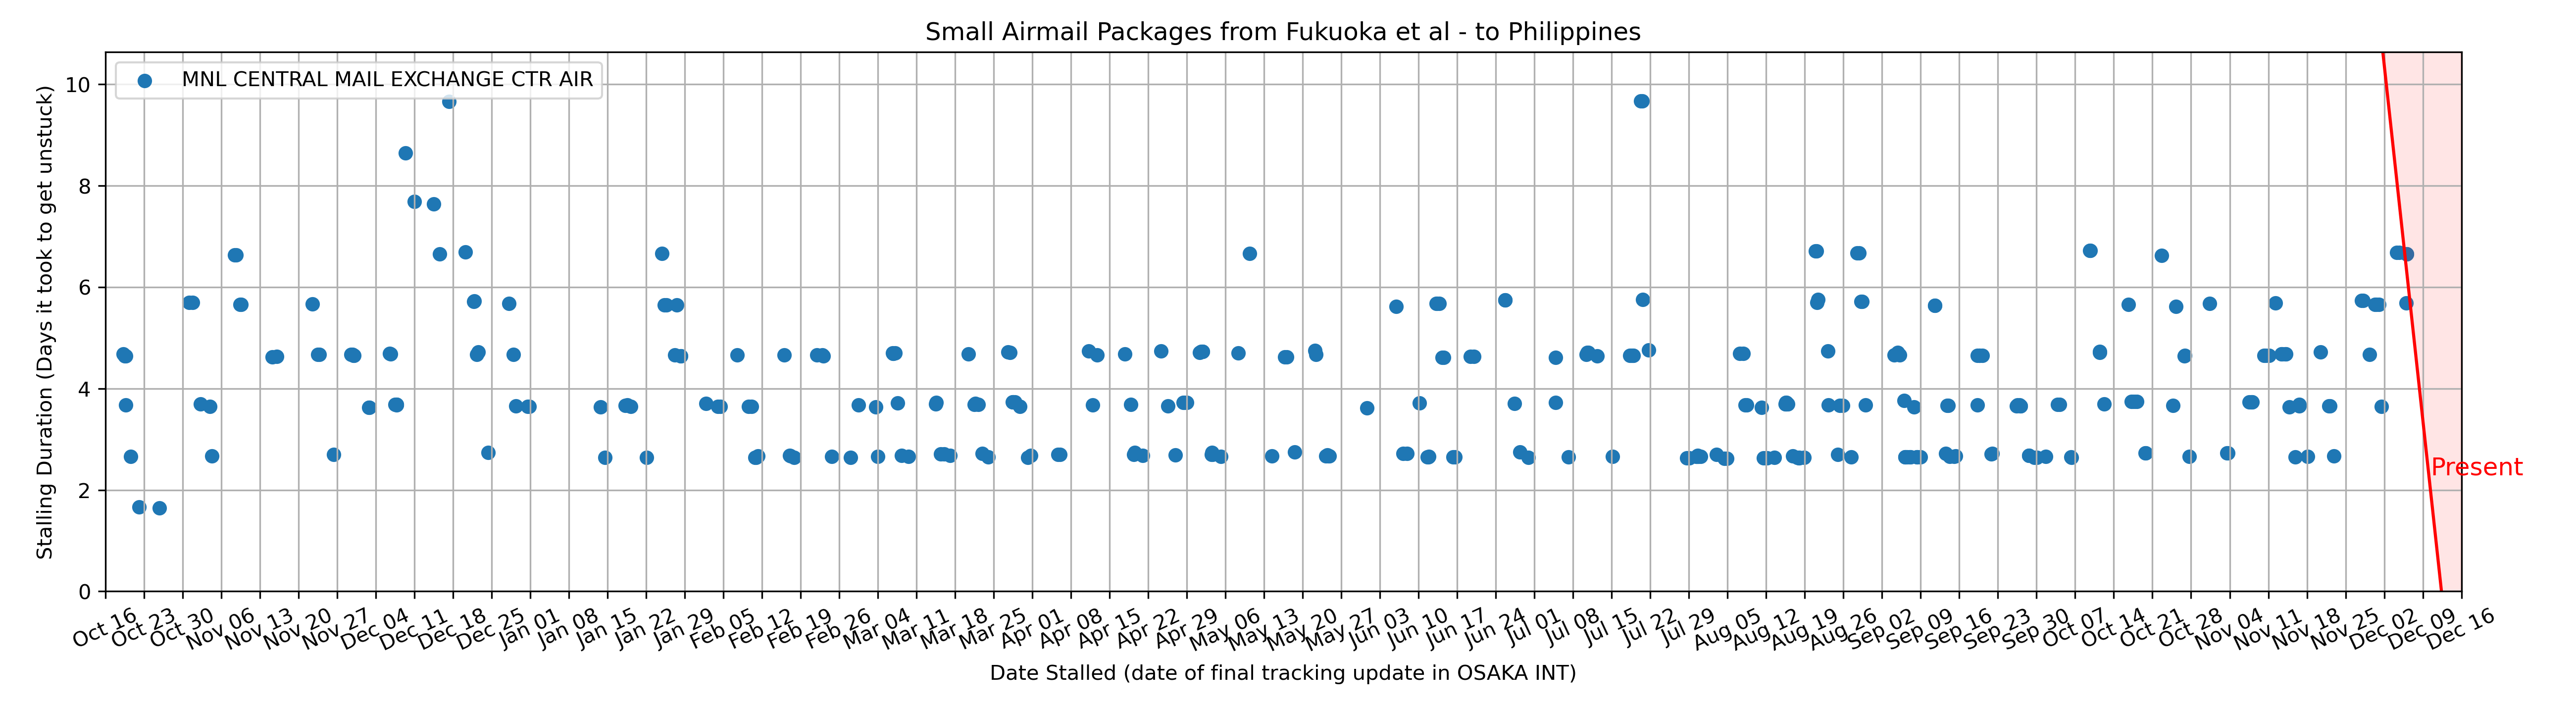 Small Airmail Packages from Fukuoka et al - to Philippines
MNL CENTRAL MAIL EXCHANGE CTR AIR
Stalling Duration (Days it took to get unstuck)
10
8
6
4
2
0
Present
Oct 16
Oct 23
Oct 30
Nov 06
Nov 13
Nov 20
Nov 27
Dec 04
Dec 11
Dec 18
Dec 25
Jan 01
Jan 08
Jan 15
Jan 22
Jan 29
Feb 05
Feb 12
Feb 19
Feb 26
Mar 04
Mar 11
Mar 18
Mar 25
Apr 01
Apr 08
Apr 15
Apr 22
Apr 29
May 06
May 13
May 20
May 27
Jun 03
Jun 10
Jun 17
Jun 24
Jul 01
Jul 08
Jul 15
Jul 22
Jul 29
Aug 05
Aug 12
Aug 19
Aug 26
Sep 02
Sep 09
Sep 16
Sep 23
Sep 30
Oct 07
Oct 14
Oct 21
Oct 28
Nov 04
Nov 11
Nov 18
Nov 25
Dec 02
Dec 09
Dec 16
Date Stalled (date of final tracking update in OSAKA INT)